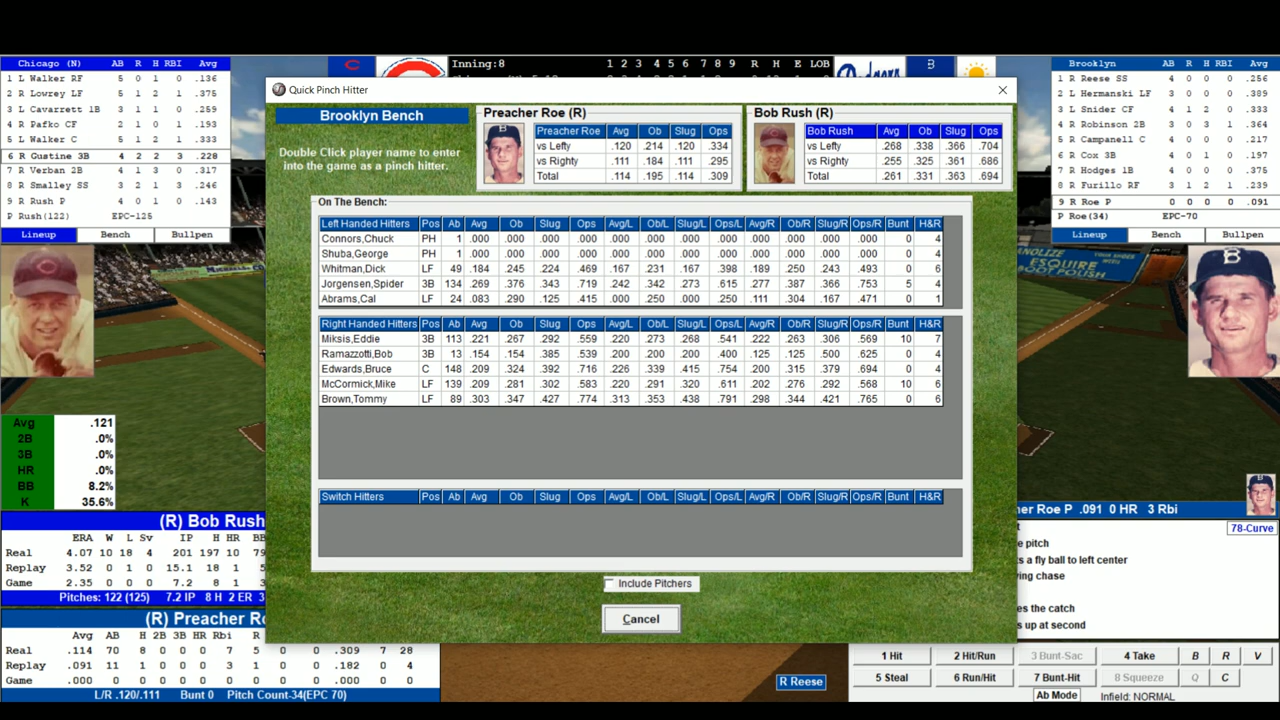 Chicago (N) AB R H RBI Avg
1 L Walker RF 5 0 1 0 .136
2 R Lowrey LF 5 1 2 1 .375
3 L Cavarrett 1B 3 1 1 0 .259
4 R Pafko CF 2 1 0 1 .193
5 L Walker C 5 1 2 0 .333
6 R Gustine 3B 4 2 2 3 .228
7 R Verban 2B 4 1 3 0 .317
8 R Smalley SS 3 2 1 3 .246
9 R Rush P 4 0 1 0 .143
P Rush(122) EPC-125
Lineup Bench Bullpen
Inning:8 1 2 3 4 5 6 7 8 9 R H E LOB
Dodgers B
Brooklyn AB R H RBI Avg
1 R Reese SS 4 0 0 0 .256
2 L Hermanski LF 3 0 0 0 .389
3 L Snider CF 4 1 2 0 .333
4 R Robinson 2B 3 0 3 1 .364
5 R Campanell C 4 0 0 0 .217
6 R Cox 3B 4 0 1 0 .197
7 R Hodges 1B 4 0 0 0 .375
8 R Furillo RF 3 1 2 1 .239
9 R Roe P 0 0 0 0 .091
P Roe(34) EPC-70
Lineup Bench Bullpen
Quick Pinch Hitter
Brooklyn Bench
Double Click player name to enter
into the game as a pinch hitter.
Preacher Roe (R)
Preacher Roe Avg Ob Slug Ops
vs Lefty .120 .214 .120 .334
vs Righty .111 .184 .111 .295
Total .114 .195 .114 .309
Bob Rush (R)
Bob Rush Avg Ob Slug Ops
vs Lefty .268 .338 .366 .704
vs Righty .255 .325 .361 .686
Total .261 .331 .363 .694
On The Bench:
Left Handed Hitters Pos Ab Avg Ob Slug Ops Avg/L Ob/L Slug/L Ops/L Avg/R Ob/R Slug/R Ops/R Bunt H&R
Connors,Chuck PH 1 .000 .000 .000 .000 .000 .000 .000 .000 .000 .000 .000 .000 0 4
Shuba,George PH 1 .000 .000 .000 .000 .000 .000 .000 .000 .000 .000 .000 .000 0 4
Whitman,Dick LF 49 .184 .245 .224 .469 .167 .231 .167 .398 .189 .250 .243 .493 0 6
Jorgensen,Spider 3B 134 .269 .376 .343 .719 .242 .342 .273 .615 .277 .387 .366 .753 5 4
Abrams,Cal LF 24 .083 .290 .125 .415 .000 .250 .000 .250 .111 .304 .167 .471 0 1
Right Handed Hitters Pos Ab Avg Ob Slug Ops Avg/L Ob/L Slug/L Ops/L Avg/R Ob/R Slug/R Ops/R Bunt H&R
Miksis,Eddie 3B 113 .221 .267 .292 .559 .220 .273 .268 .541 .222 .263 .306 .569 10 7
Ramazzotti,Bob 3B 13 .154 .154 .385 .539 .200 .200 .200 .400 .125 .125 .500 .625 0 4
Edwards,Bruce C 148 .209 .324 .392 .716 .226 .339 .415 .754 .200 .315 .379 .694 0 4
McCormick,Mike LF 139 .209 .281 .302 .583 .220 .291 .320 .611 .202 .276 .292 .568 10 6
Brown,Tommy LF 89 .303 .347 .427 .774 .313 .353 .438 .791 .298 .344 .421 .765 0 6
Switch Hitters Pos Ab Avg Ob Slug Ops Avg/L Ob/L Slug/L Ops/L Avg/R Ob/R Slug/R Ops/R Bunt H&R
Include Pitchers
Cancel
ESQUIRE
BOOT POLISH
Avg .121
2B .0%
3B .0%
HR .0%
BB 8.2%
K 35.6%
(R) Bob Rush
ERA W L Sv IP H HR BB
Real 4.07 10 18 4 201 197 10 79
Replay 3.52 0 1 0 15.1 18 1
Game 2.35 0 0 0 7.2 8 1
Pitches: 122 (125) 7.2 IP 8 H 2 ER 3
(R) Preacher Ro
Avg AB H 2B 3B HR Rbi R
Real .114 70 8 0 0 0 7 5 0 0 .309 7 28
Replay .091 11 1 0 0 0 3 1 0 0 .182 0 4
Game .000 0 0 0 0 0 0 0 0 0 .000 0 0
L/R .120/.111 Bunt 0 Pitch Count-34(EPC 70)
er Roe P .091 0 HR 3 Rbi
78-Curve
e pitch
s a fly ball to left center
ing chase
es the catch
s up at second
R Reese
1 Hit 2 Hit/Run 3 Bunt-Sac 4 Take B R V
5 Steal 6 Run/Hit 7 Bunt-Hit 8 Squeeze Q C
Ab Mode Infield: NORMAL